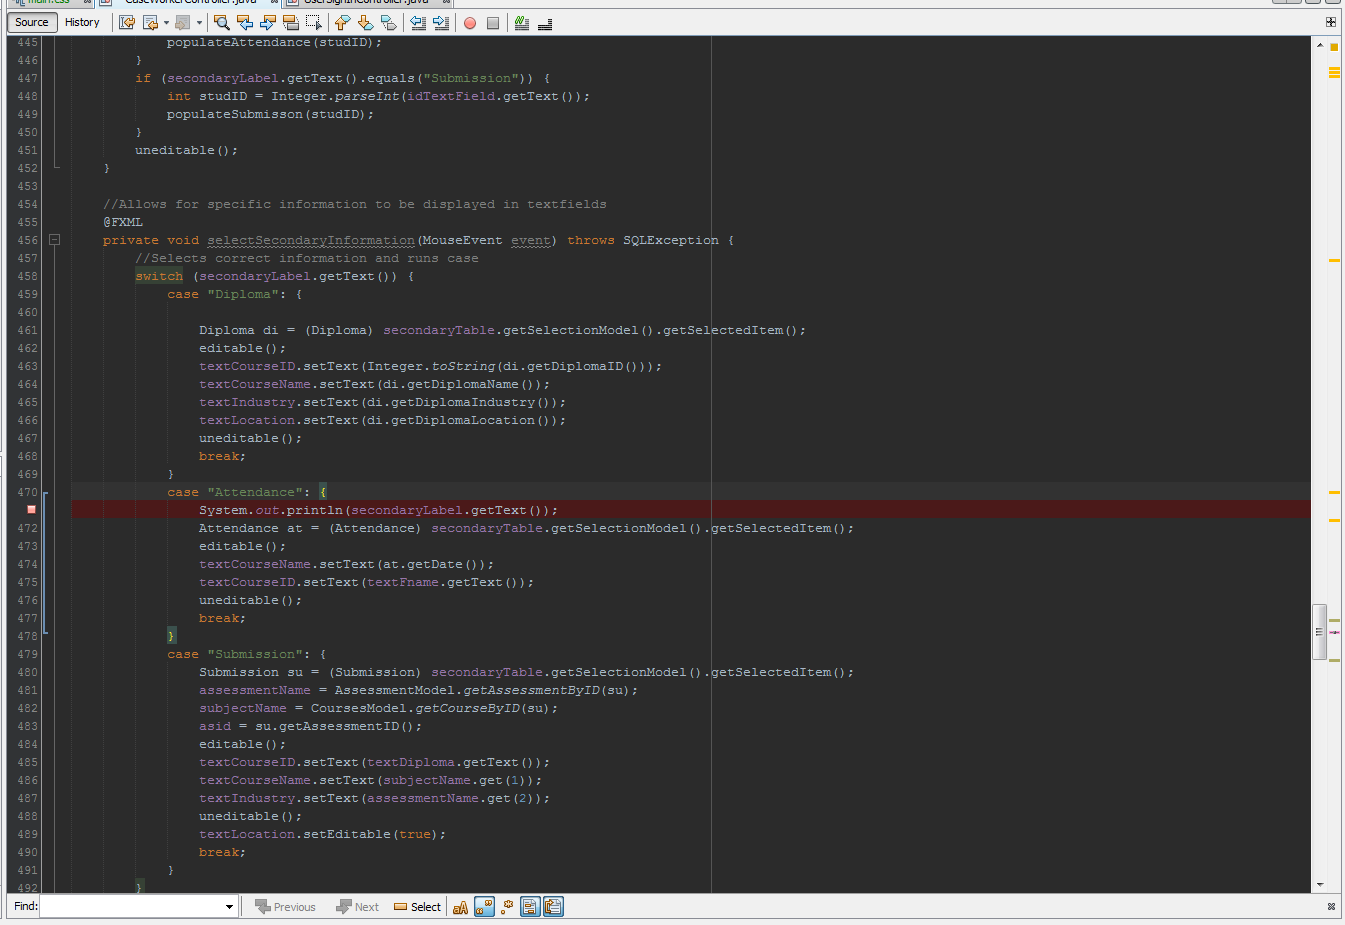 main.css CaseWorkerController.java UserSignInController.java
Source History
445 populateAttendance(studID);
446 }
447 if (secondaryLabel.getText().equals("Submission")) {
448 int studID = Integer.parseInt(idTextField.getText());
449 populateSubmisson(studID);
450 }
451 uneditable();
452 }
453
454 //Allows for specific information to be displayed in textfields
455 @FXML
456 private void selectSecondaryInformation(MouseEvent event) throws SQLException {
457 //Selects correct information and runs case
458 switch (secondaryLabel.getText()) {
459 case "Diploma": {
460
461 Diploma di = (Diploma) secondaryTable.getSelectionModel().getSelectedItem();
462 editable();
463 textCourseID.setText(Integer.toString(di.getDiplomaID()));
464 textCourseName.setText(di.getDiplomaName());
465 textIndustry.setText(di.getDiplomaIndustry());
466 textLocation.setText(di.getDiplomaLocation());
467 uneditable();
468 break;
469 }
470 case "Attendance": {
System.out.println(secondaryLabel.getText());
472 Attendance at = (Attendance) secondaryTable.getSelectionModel().getSelectedItem();
473 editable();
474 textCourseName.setText(at.getDate());
475 textCourseID.setText(textFname.getText());
476 uneditable();
477 break;
478 }
479 case "Submission": {
480 Submission su = (Submission) secondaryTable.getSelectionModel().getSelectedItem();
481 assessmentName = AssessmentModel.getAssessmentByID(su);
482 subjectName = CoursesModel.getCourseByID(su);
483 asid = su.getAssessmentID();
484 editable();
485 textCourseID.setText(textDiploma.getText());
486 textCourseName.setText(subjectName.get(1));
487 textIndustry.setText(assessmentName.get(2));
488 uneditable();
489 textLocation.setEditable(true);
490 break;
491 }
492 }
Find: Previous Next Select aA